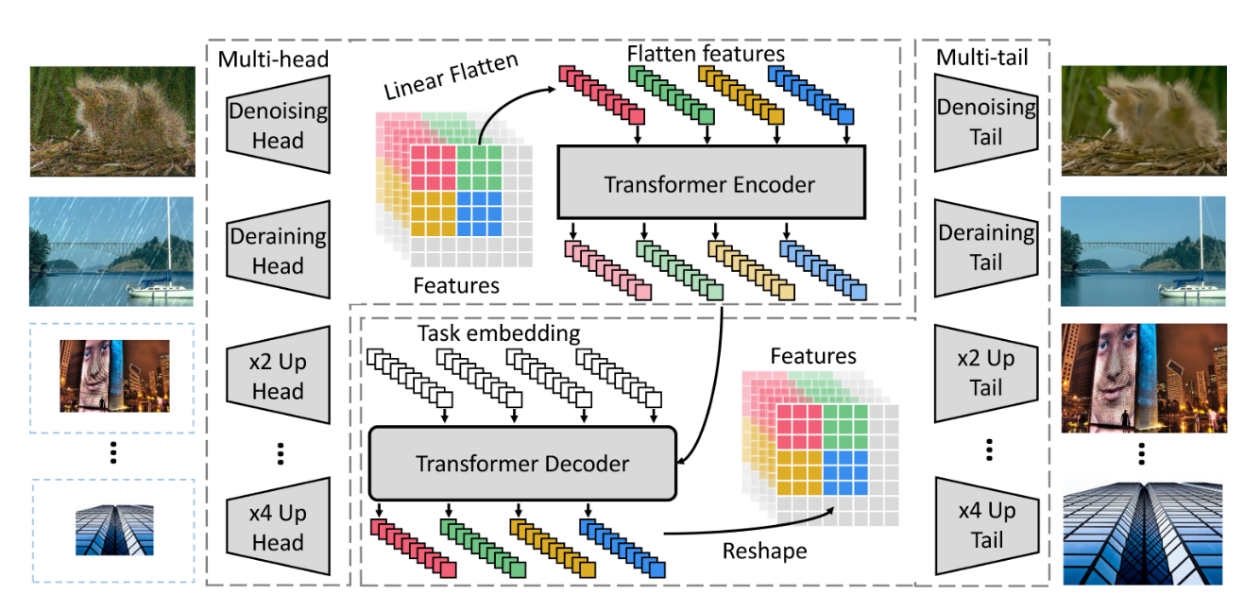 Multi-head
Denoising
Head
Deraining
Head
x2 Up
Head
x4 Up
Head
Linear Flatten
Flatten features
Transformer Encoder
Features
Task embedding
Transformer Decoder
Features
Reshape
Multi-tail
Denoising
Tail
Deraining
Tail
x2 Up
Tail
x4 Up
Tail